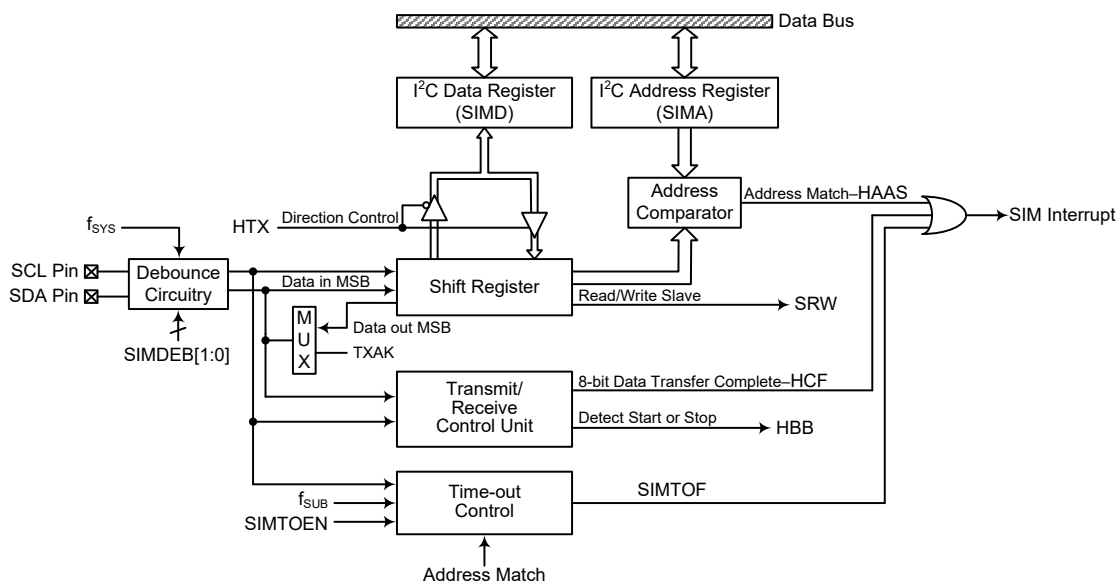 Data Bus
I²C Data Register
(SIMD)
I²C Address Register
(SIMA)
Address
Comparator
Address Match–HAAS
SIM Interrupt
HTX
Direction Control
fSYS
SCL Pin
SDA Pin
Debounce
Circuitry
SIMDEB[1:0]
Data in MSB
Shift Register
Read/Write Slave
SRW
M
U
X
Data out MSB
TXAK
Transmit/
Receive
Control Unit
8-bit Data Transfer Complete–HCF
Detect Start or Stop
HBB
fSUB
SIMTOEN
Time-out
Control
SIMTOF
Address Match